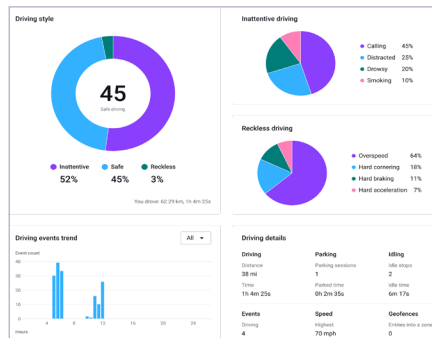 Driving style
45
Safe driving
Inattentive Safe Reckless
52% 45% 3%
You drove: 62.29 km, 1h 4m 25s
Inattentive driving
Calling 45%
Distracted 25%
Drowsy 20%
Smoking 10%
Reckless driving
Overspeed 64%
Hard cornering 18%
Hard braking 11%
Hard acceleration 7%
Driving events trend
All
Event count
40
30
20
10
0
4 8 12 16 20 24
Hours
Driving details
Driving Parking Idling
Distance Parking sessions Idle stops
38 mi 1 2
Time Parked time Idle time
1h 4m 25s 0h 2m 35s 6m 17s
Events Speed Geofences
Driving Highest Entries into a zone
4 70 mph 0